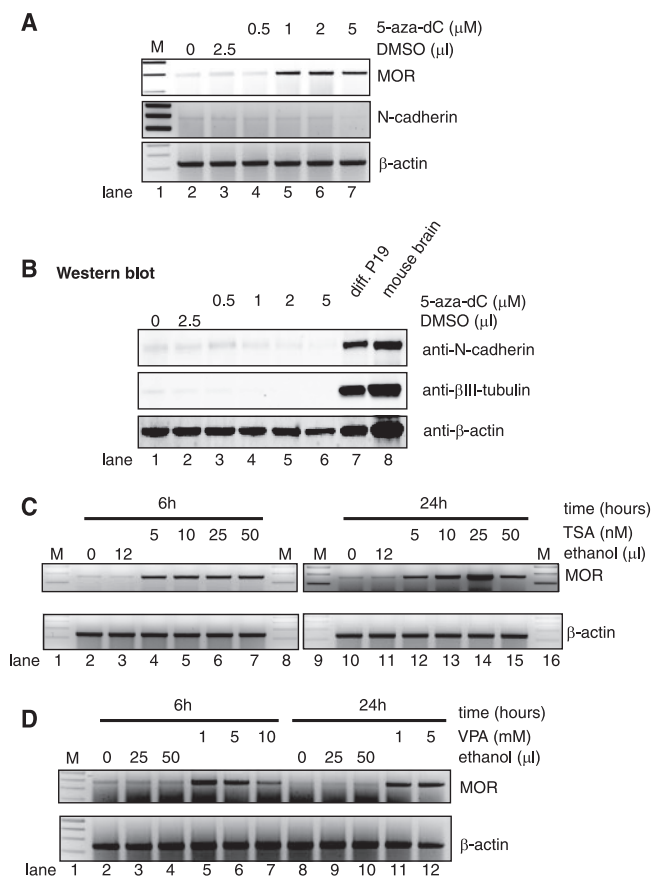 A
0.5 1 2 5 5-aza-dC (µM)
M 0 2.5 DMSO (µl)
MOR
N-cadherin
β-actin
lane 1 2 3 4 5 6 7
B Western blot
diff. P19
mouse brain
0.5 1 2 5 5-aza-dC (µM)
0 2.5 DMSO (µl)
anti-N-cadherin
anti-βIII-tubulin
anti-β-actin
lane 1 2 3 4 5 6 7 8
C
6h 24h time (hours)
5 10 25 50 5 10 25 50 TSA (nM)
M 0 12 M M 0 12 M ethanol (µl)
MOR
β-actin
lane 1 2 3 4 5 6 7 8 9 10 11 12 13 14 15 16
D
6h 24h time (hours)
1 5 10 1 5 VPA (mM)
M 0 25 50 0 25 50 ethanol (µl)
MOR
β-actin
lane 1 2 3 4 5 6 7 8 9 10 11 12